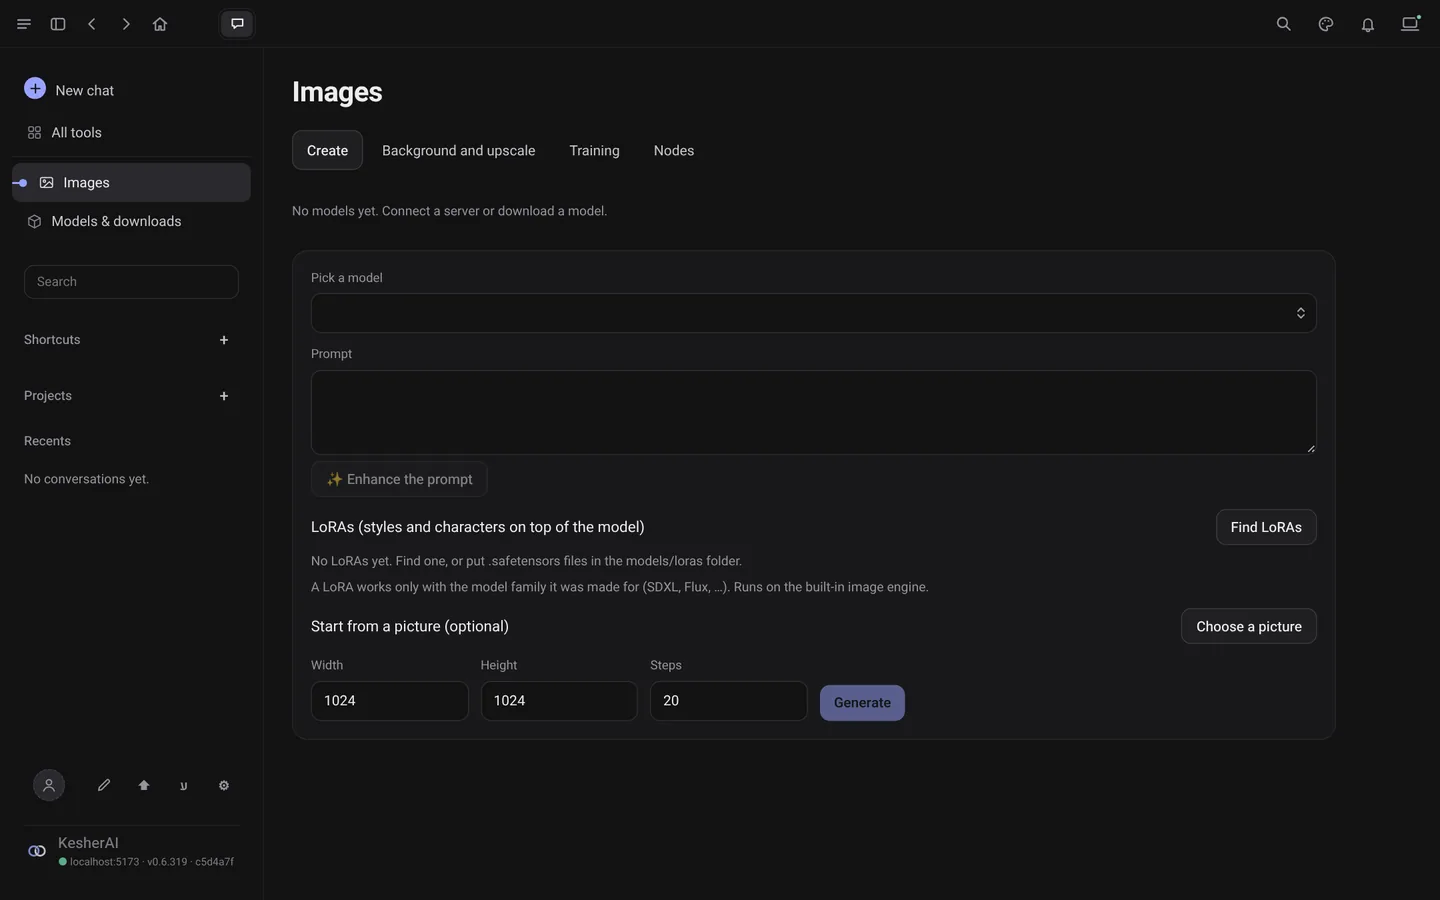 New chat
All tools
Images
Models & downloads
Search
Shortcuts
Projects
Recents
No conversations yet.
ע
KesherAI
localhost:5173 · v0.6.319 · c5d4a7f
Images
Create
Background and upscale
Training
Nodes
No models yet. Connect a server or download a model.
Pick a model
Prompt
✨ Enhance the prompt
LoRAs (styles and characters on top of the model)
Find LoRAs
No LoRAs yet. Find one, or put .safetensors files in the models/loras folder.
A LoRA works only with the model family it was made for (SDXL, Flux, …). Runs on the built-in image engine.
Start from a picture (optional)
Choose a picture
Width
Height
Steps
1024
1024
20
Generate